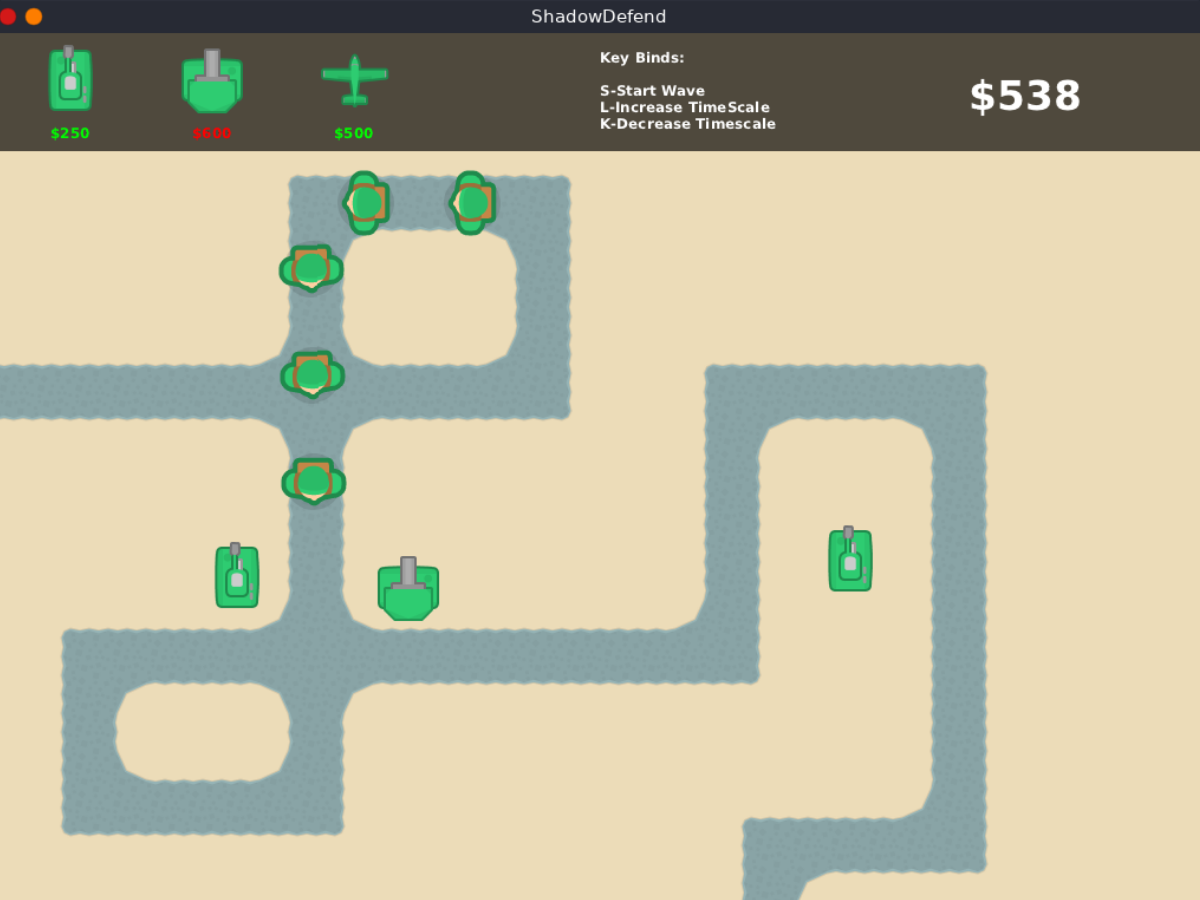 ShadowDefend
$250
$600
$500
Key Binds:
S-Start Wave
L-Increase TimeScale
K-Decrease Timescale
$538